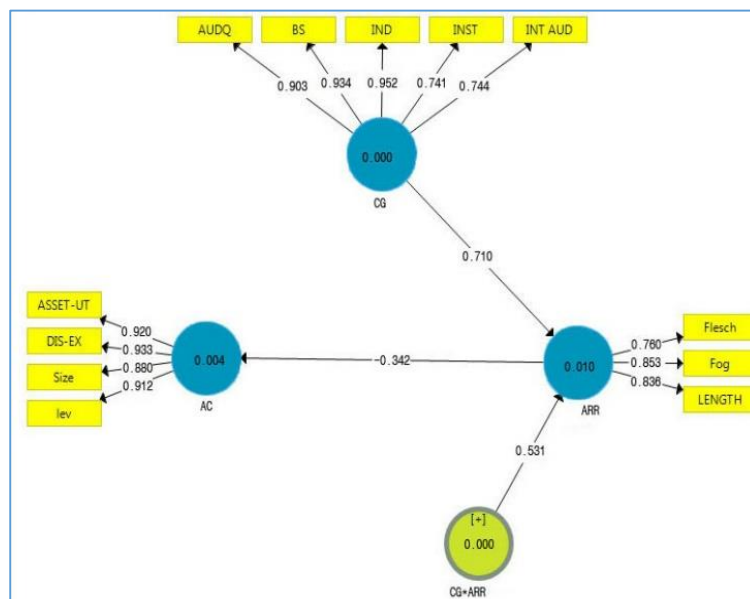 AUDQ BS IND INST INT AUD
0.903 0.934 0.952 0.741 0.744
0.000
CG
0.710
ASSET-UT
DIS-EX
Size
lev
0.920
0.933
0.880
0.912
0.004
AC
-0.342
0.010
ARR
0.760
0.853
0.836
Flesch
Fog
LENGTH
0.531
[+]
0.000
CG*ARR